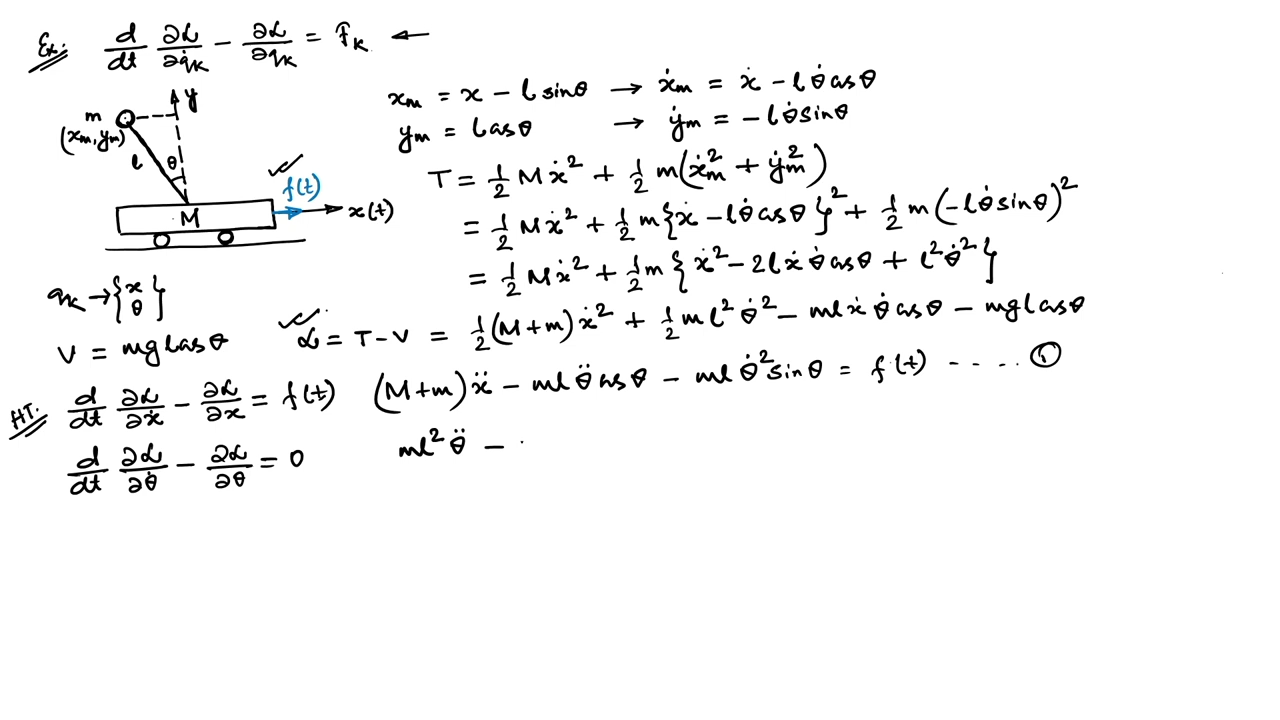 Ex: d/dt ∂ℒ/∂q̇ₖ − ∂ℒ/∂qₖ = Fₖ ←
xₘ = x − l sinθ → ẋₘ = ẋ − lθ̇ cosθ
yₘ = l cosθ → ẏₘ = −lθ̇ sinθ
y
m
(xₘ, yₘ)
l
θ
f(t)
M
x(t)
T = 1/2 Mẋ² + 1/2 m(ẋₘ² + ẏₘ²)
= 1/2 Mẋ² + 1/2 m{ẋ − lθ̇ cosθ}² + 1/2 m(−lθ̇ sinθ)²
= 1/2 Mẋ² + 1/2 m{ẋ² − 2lẋθ̇ cosθ + l²θ̇²}
qₖ → {x θ}
V = mgl cosθ
ℒ = T − V = 1/2 (M+m)ẋ² + 1/2 ml²θ̇² − mlẋθ̇ cosθ − mgl cosθ
HT. d/dt ∂ℒ/∂ẋ − ∂ℒ/∂x = f(t) (M+m)ẍ − mlθ̈ cosθ − mlθ̇² sinθ = f(t) ---- ①
d/dt ∂ℒ/∂θ̇ − ∂ℒ/∂θ = 0 ml²θ̈ −